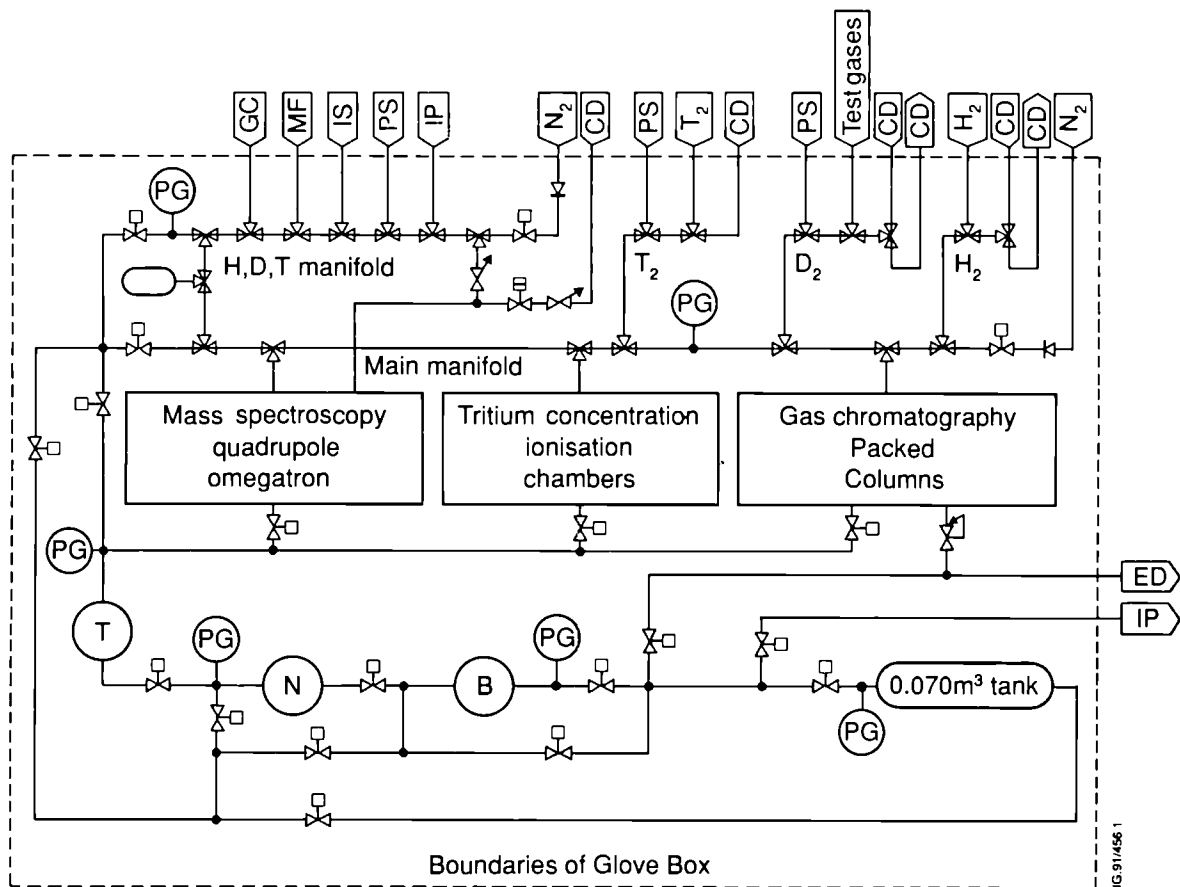 GC
MF
IS
PS
IP
N₂
CD
PS
T₂
CD
PS
Test gases
CD
CD
H₂
CD
CD
N₂
PG
H,D,T manifold
T₂
D₂
H₂
PG
Main manifold
Mass spectroscopy
quadrupole
omegatron
Tritium concentration
ionisation
chambers
Gas chromatography
Packed
Columns
PG
ED
IP
T
PG
N
B
PG
0.070m³ tank
PG
Boundaries of Glove Box
JG.91/456 1